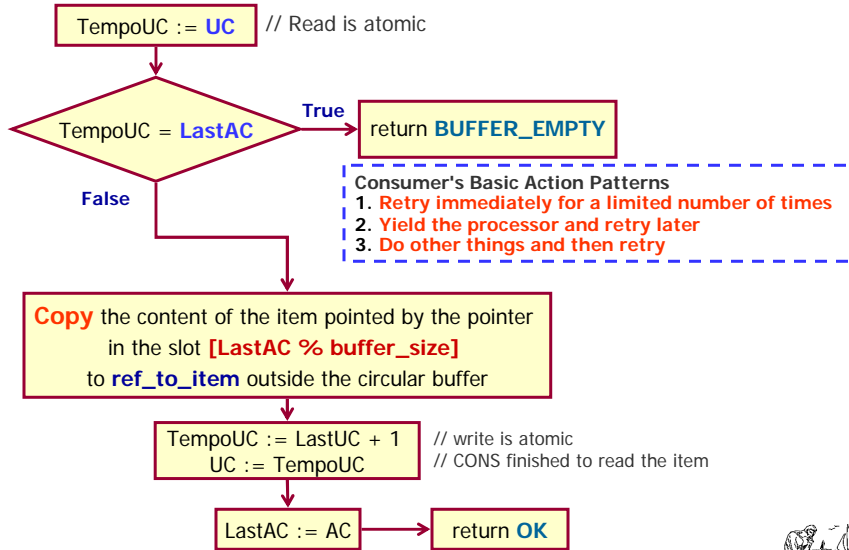 TempoUC := UC // Read is atomic
TempoUC = LastAC
True
return BUFFER_EMPTY
False
Consumer's Basic Action Patterns
1. Retry immediately for a limited number of times
2. Yield the processor and retry later
3. Do other things and then retry
Copy the content of the item pointed by the pointer
in the slot [LastAC % buffer_size]
to ref_to_item outside the circular buffer
TempoUC := LastUC + 1 // write is atomic
UC := TempoUC // CONS finished to read the item
LastAC := AC
return OK